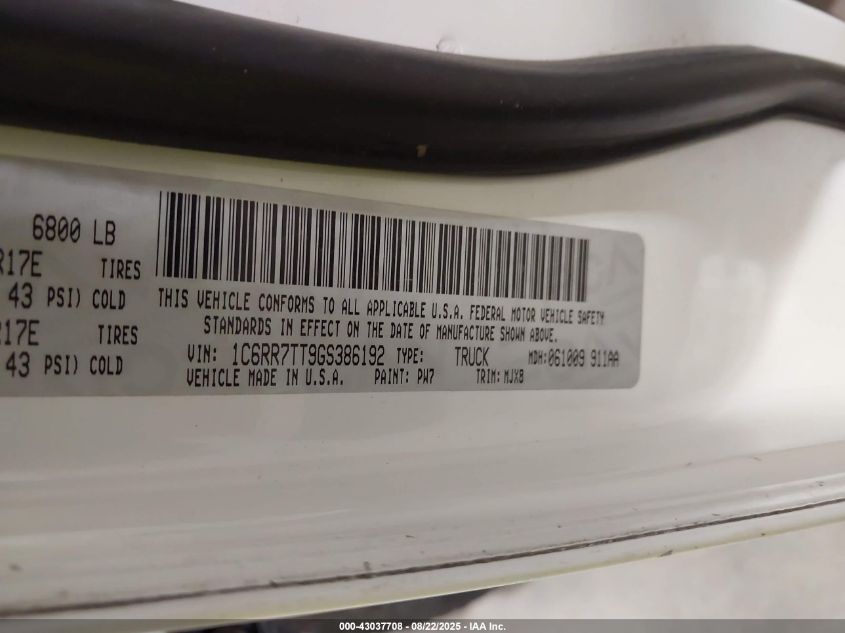 6800 LB
R17E TIRES
43 PSI) COLD
R17E TIRES
43 PSI) COLD
THIS VEHICLE CONFORMS TO ALL APPLICABLE U.S.A. FEDERAL MOTOR VEHICLE SAFETY
STANDARDS IN EFFECT ON THE DATE OF MANUFACTURE SHOWN ABOVE.
VIN: 1C6RR7TT9GS386192 TYPE: TRUCK MDH:061009 911AA
VEHICLE MADE IN U.S.A. PAINT: PW7 TRIM: MJX8
000-43037708 - 08/22/2025 - IAA Inc.